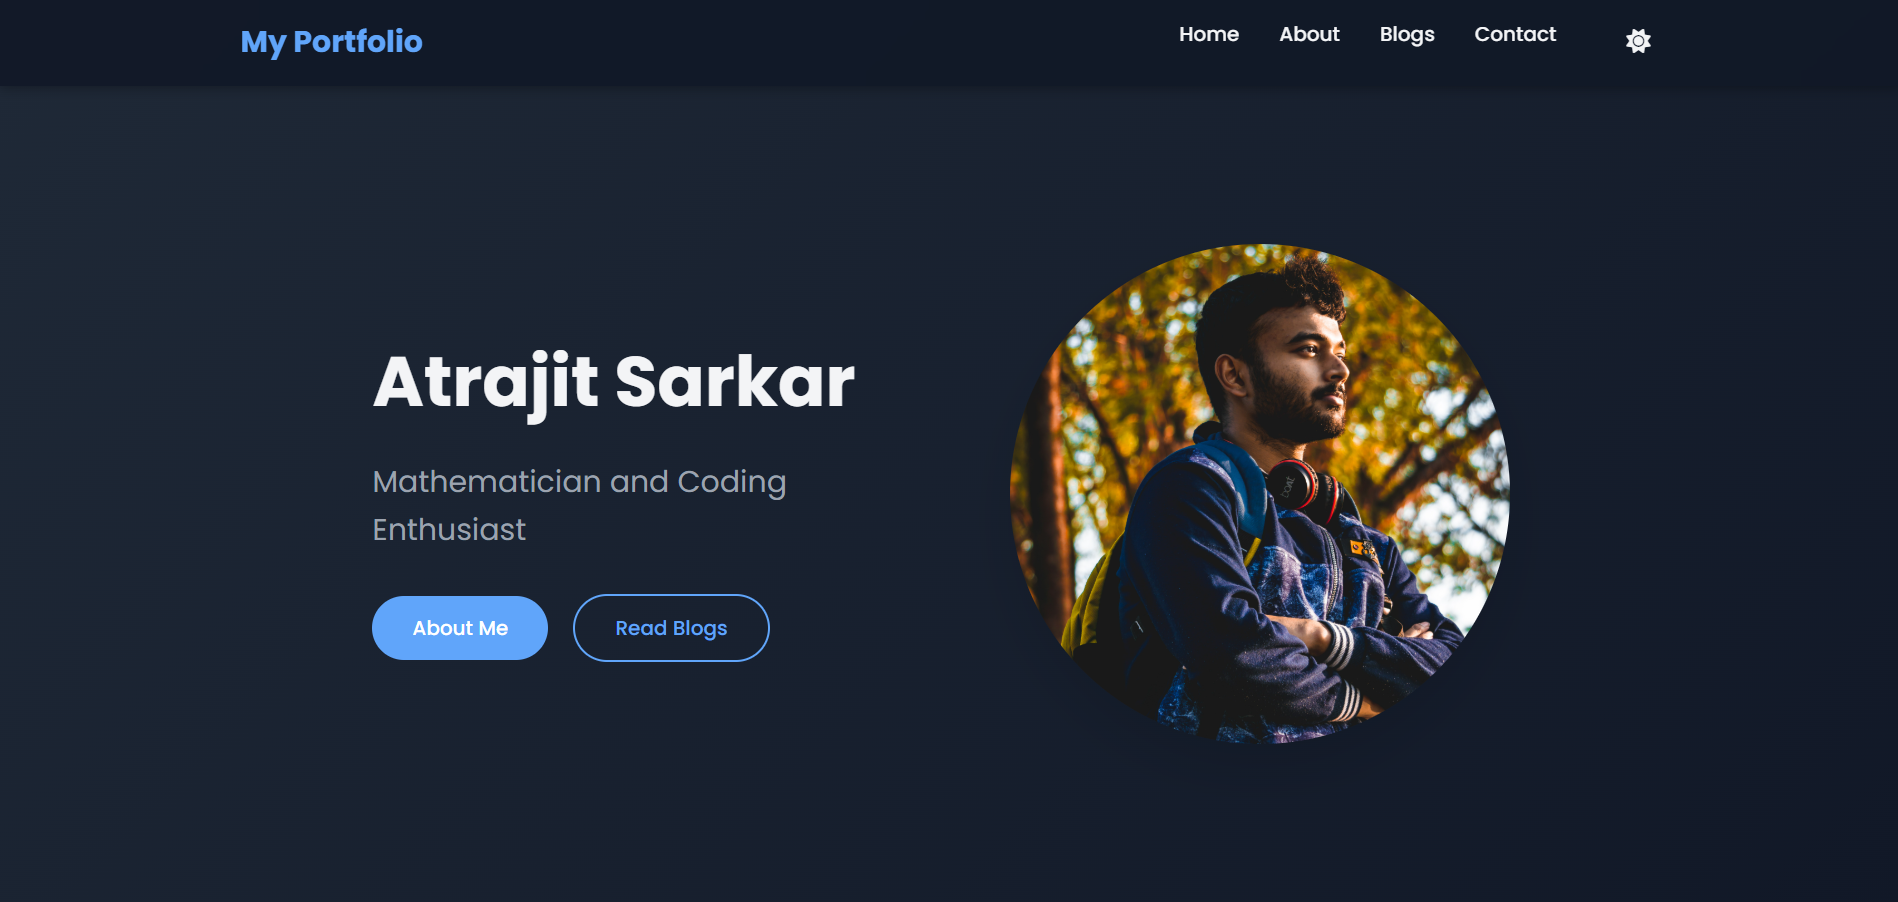 My Portfolio
Home About Blogs Contact
Atrajit Sarkar
Mathematician and Coding
Enthusiast
About Me Read Blogs